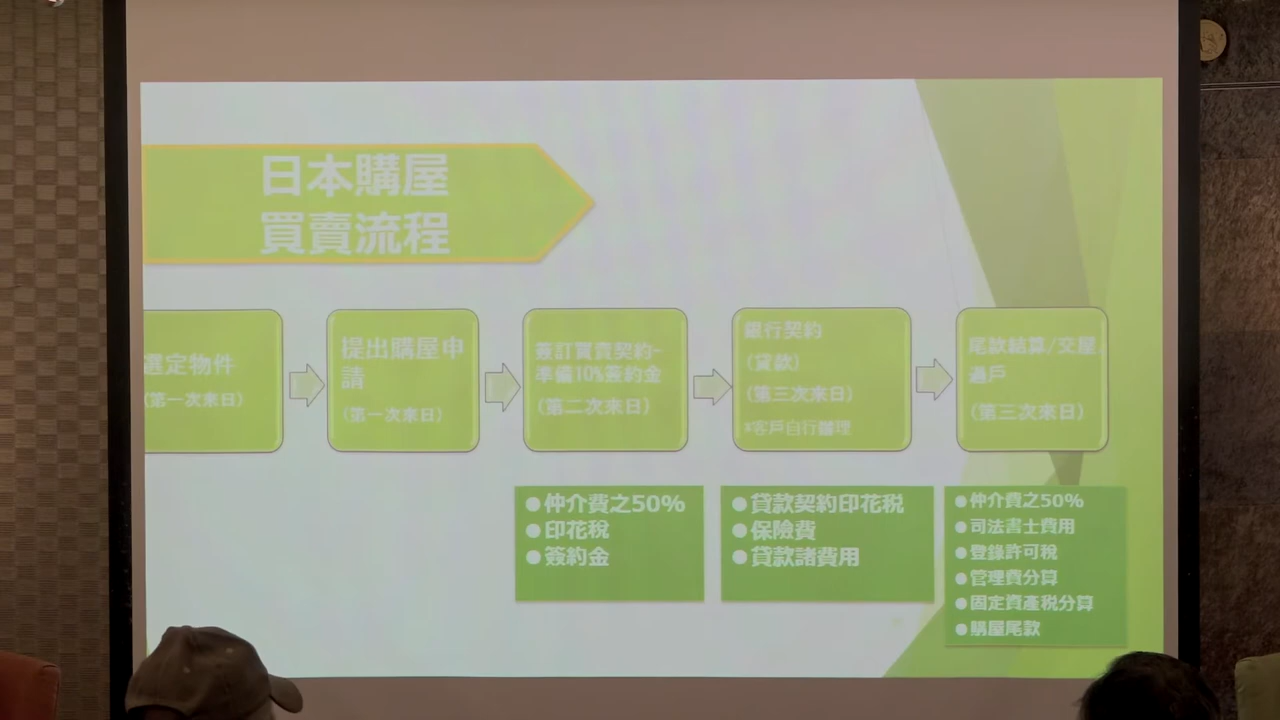 日本購屋
買賣流程
選定物件
(第一次來日)
提出購屋申
請
(第一次來日)
簽訂買賣契約-
準備10%簽約金
(第二次來日)
銀行契約
(貸款)
(第三次來日)
*客戶自行辦理
尾款結算/交屋/
過戶
(第三次來日)
●仲介費之50%
●印花稅
●簽約金
●貸款契約印花稅
●保險費
●貸款諸費用
●仲介費之50%
●司法書士費用
●登錄許可稅
●管理費分算
●固定資產稅分算
●購屋尾款